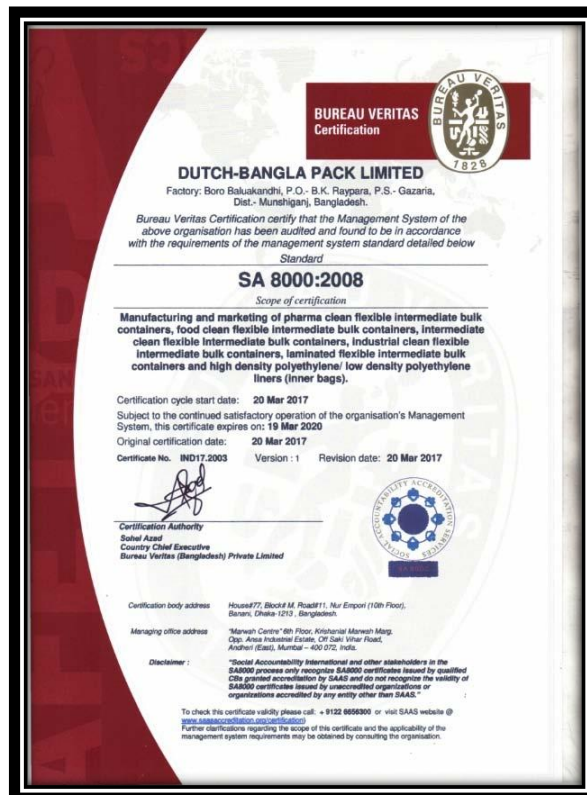 BUREAU VERITAS
Certification
BUREAU VERITAS
1828
DUTCH-BANGLA PACK LIMITED
Factory: Boro Baluakandhi, P.O.- B.K. Raypara, P.S.- Gazaria,
Dist.- Munshiganj, Bangladesh.
Bureau Veritas Certification certify that the Management System of the
above organisation has been audited and found to be in accordance
with the requirements of the management system standard detailed below
Standard
SA 8000:2008
Scope of certification
Manufacturing and marketing of pharma clean flexible intermediate bulk
containers, food clean flexible intermediate bulk containers, intermediate
clean flexible intermediate bulk containers, industrial clean flexible
intermediate bulk containers, laminated flexible intermediate bulk
containers and high density polyethylene/ low density polyethylene
liners (inner bags).
Certification cycle start date: 20 Mar 2017
Subject to the continued satisfactory operation of the organisation's Management
System, this certificate expires on: 19 Mar 2020
Original certification date: 20 Mar 2017
Certificate No. IND17.2003 Version : 1 Revision date: 20 Mar 2017
SOCIAL ACCOUNTABILITY ACCREDITATION SERVICES
SA 8000
Certification Authority
Sohel Azad
Country Chief Executive
Bureau Veritas (Bangladesh) Private Limited
Certification body address House#77, Block# M, Road#11, Nur Empori (10th Floor),
Banani, Dhaka-1213 , Bangladesh.
Managing office address "Marwah Centre" 6th Floor, Krishanlal Marwah Marg,
Opp. Ansa Industrial Estate, Off Saki Vihar Road,
Andheri (East), Mumbai – 400 072, India.
Disclaimer : "Social Accountability International and other stakeholders in the
SA8000 process only recognize SA8000 certificates issued by qualified
CBs granted accreditation by SAAS and do not recognize the validity of
SA8000 certificates issued by unaccredited organizations or
organizations accredited by any entity other than SAAS."
To check this certificate validity please call: + 9122 6656300 or visit SAAS website @
www.saasaccreditation.org/certification)
Further clarifications regarding the scope of this certificate and the applicability of the
management system requirements may be obtained by consulting the organisation.